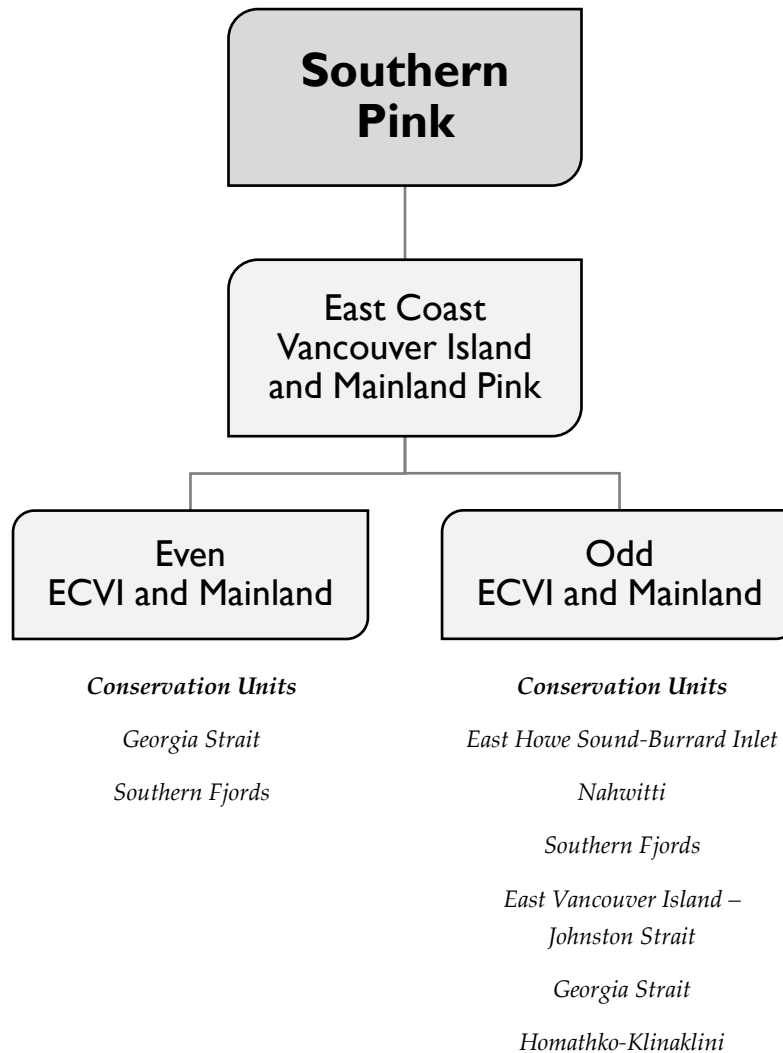 Southern
Pink
East Coast
Vancouver Island
and Mainland Pink
Even
ECVI and Mainland
Conservation Units
Georgia Strait
Southern Fjords
Odd
ECVI and Mainland
Conservation Units
East Howe Sound-Burrard Inlet
Nahwitti
Southern Fjords
East Vancouver Island –
Johnston Strait
Georgia Strait
Homathko-Klinaklini